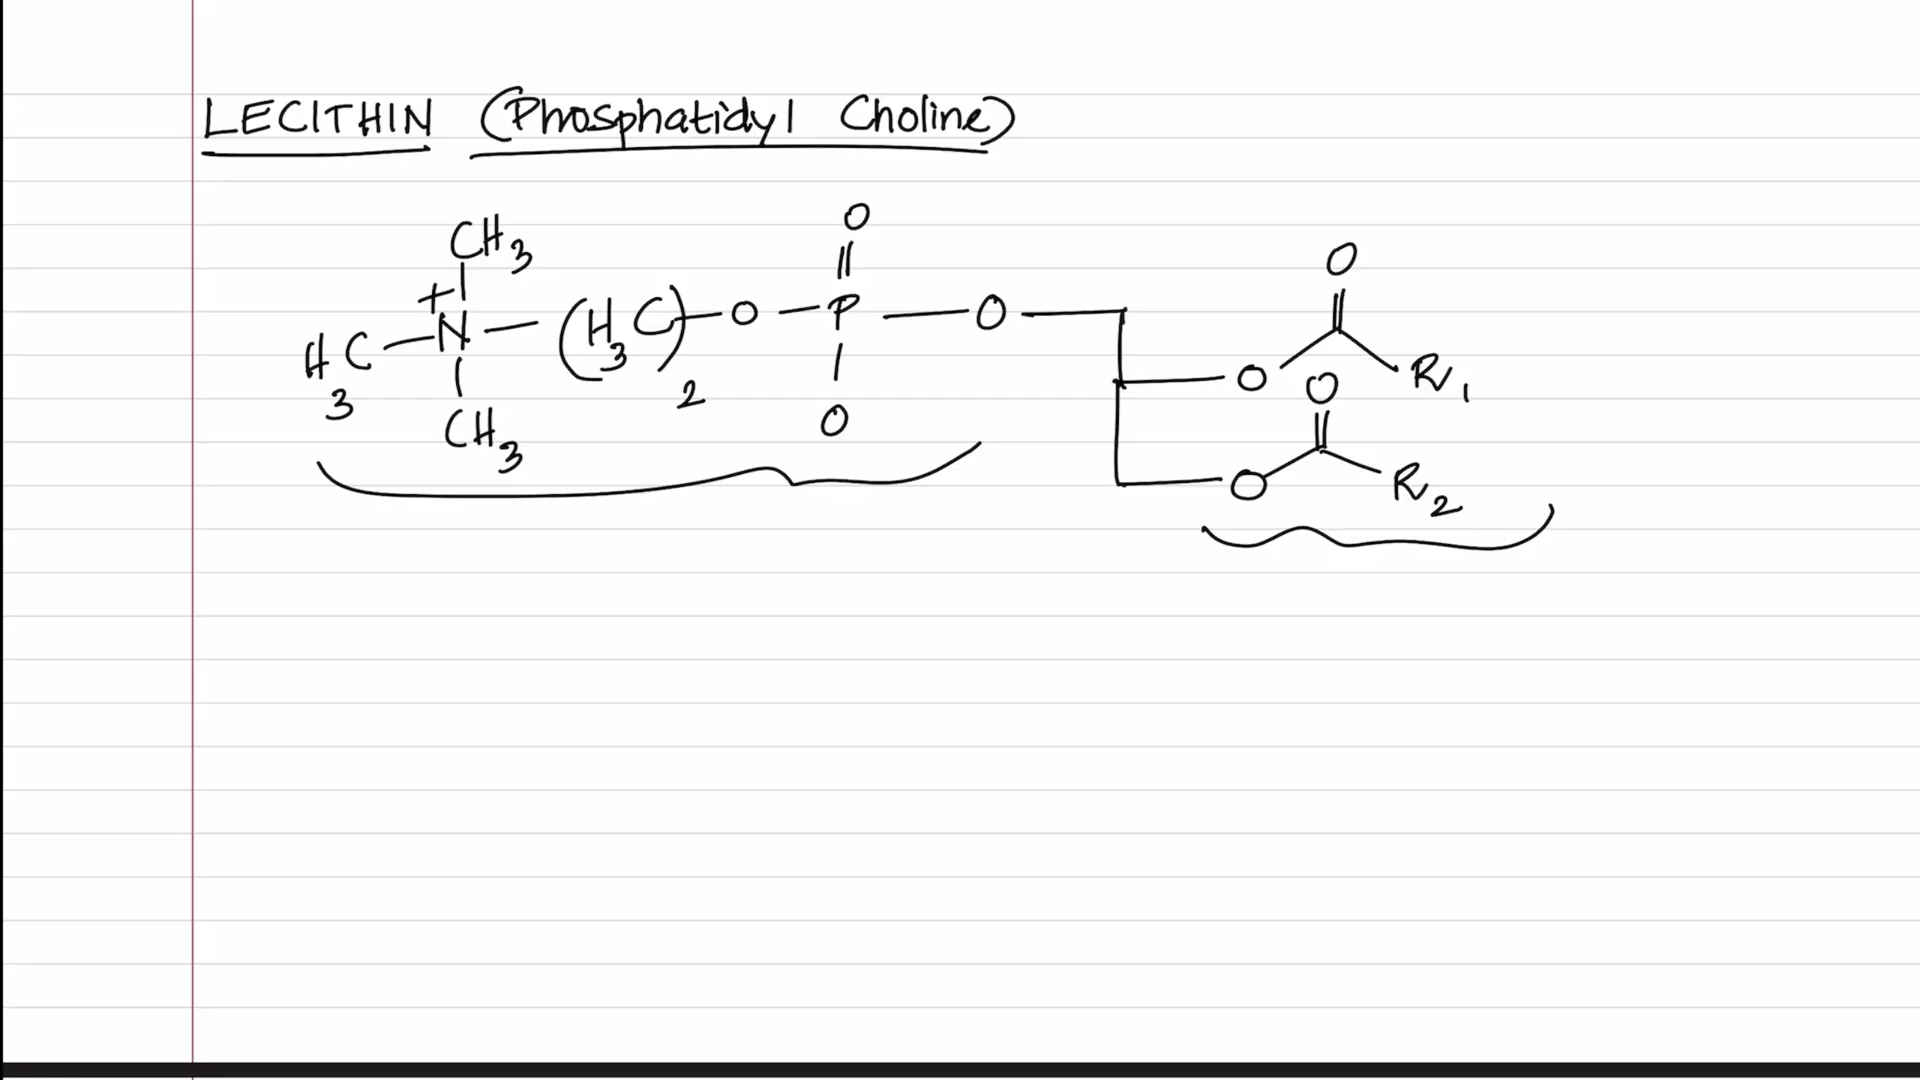 LECITHIN (Phosphatidyl Choline)
O
CH3
O
+
H3C N (H3C)2 O P O
O R1
O
CH3 O
O R2